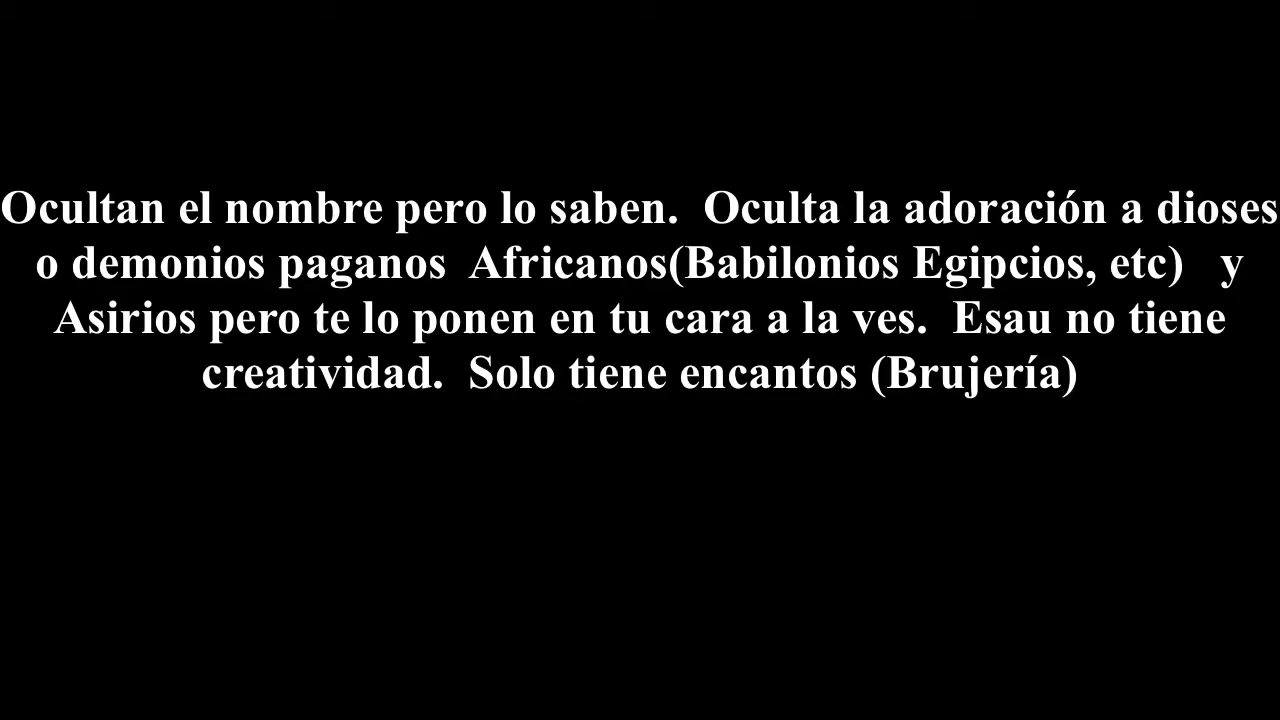 Ocultan el nombre pero lo saben.  Oculta la adoración a dioses
o demonios paganos  Africanos(Babilonios Egipcios, etc)   y
Asirios pero te lo ponen en tu cara a la ves.  Esau no tiene
creatividad.  Solo tiene encantos (Brujería)